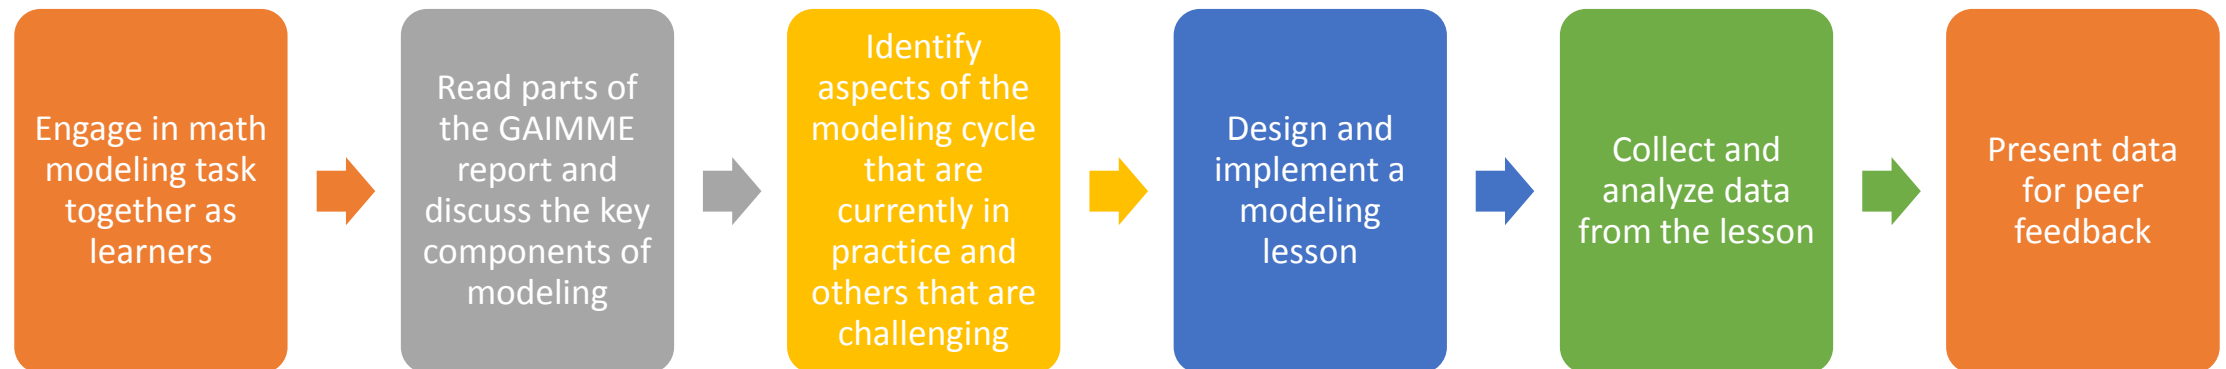 Engage in math
modeling task
together as
learners
Read parts of
the GAIMME
report and
discuss the key
components of
modeling
Identify
aspects of the
modeling cycle
that are
currently in
practice and
others that are
challenging
Design and
implement a
modeling
lesson
Collect and
analyze data
from the lesson
Present data
for peer
feedback